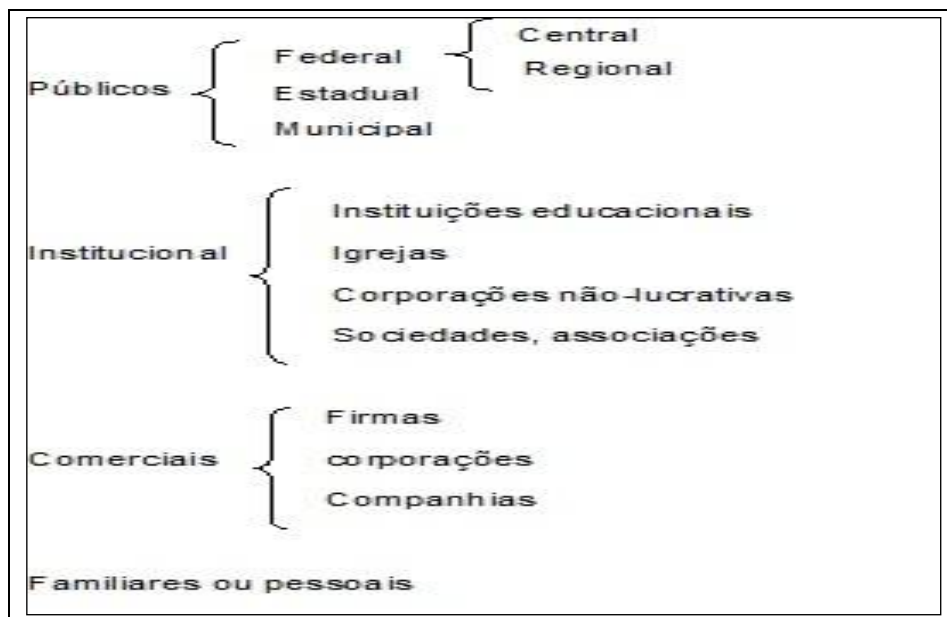 Públicos
Federal
Central
Regional
Estadual
Municipal
Institucional
Instituições educacionais
Igrejas
Corporações não-lucrativas
Sociedades, associações
Comerciais
Firmas
corporações
Companhias
Familiares ou pessoais